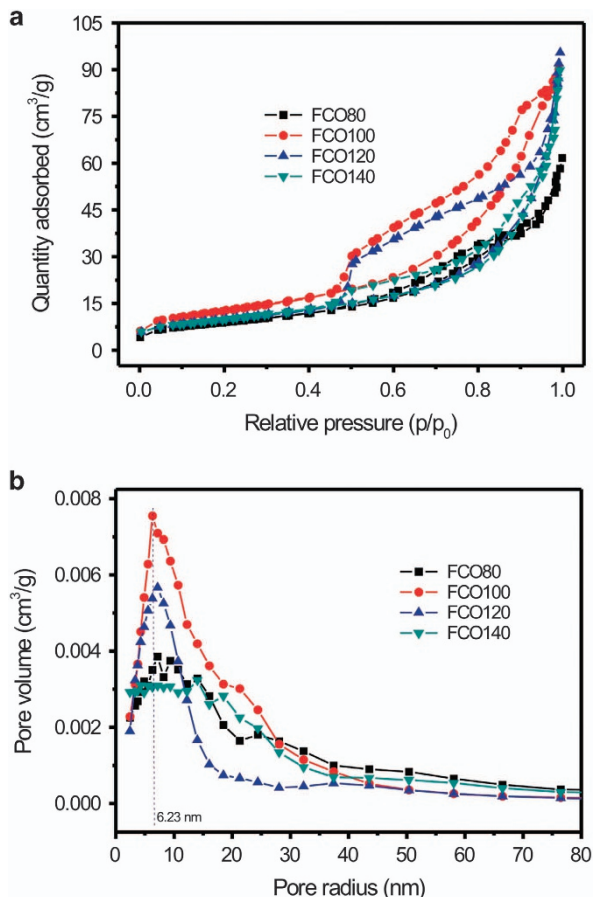 a
105
90
75
60
45
30
15
0
Quantity adsorbed (cm³/g)
FCO80
FCO100
FCO120
FCO140
0.0 0.2 0.4 0.6 0.8 1.0
Relative pressure (p/p₀)
b
0.008
0.006
0.004
0.002
0.000
Pore volume (cm³/g)
FCO80
FCO100
FCO120
FCO140
6.23 nm
0 10 20 30 40 50 60 70 80
Pore radius (nm)